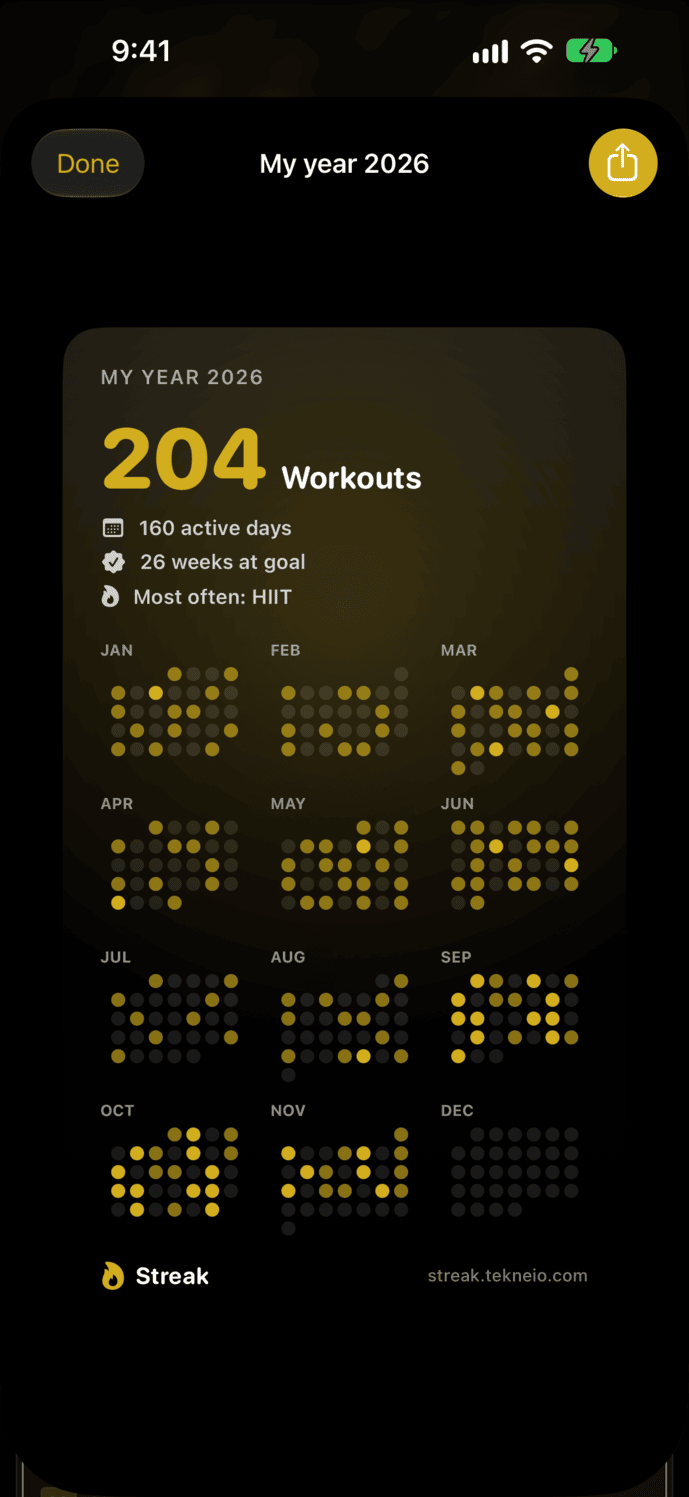 9:41
Done
My year 2026
MY YEAR 2026
204 Workouts
160 active days
26 weeks at goal
Most often: HIIT
JAN FEB MAR
APR MAY JUN
JUL AUG SEP
OCT NOV DEC
Streak
streak.tekneio.com